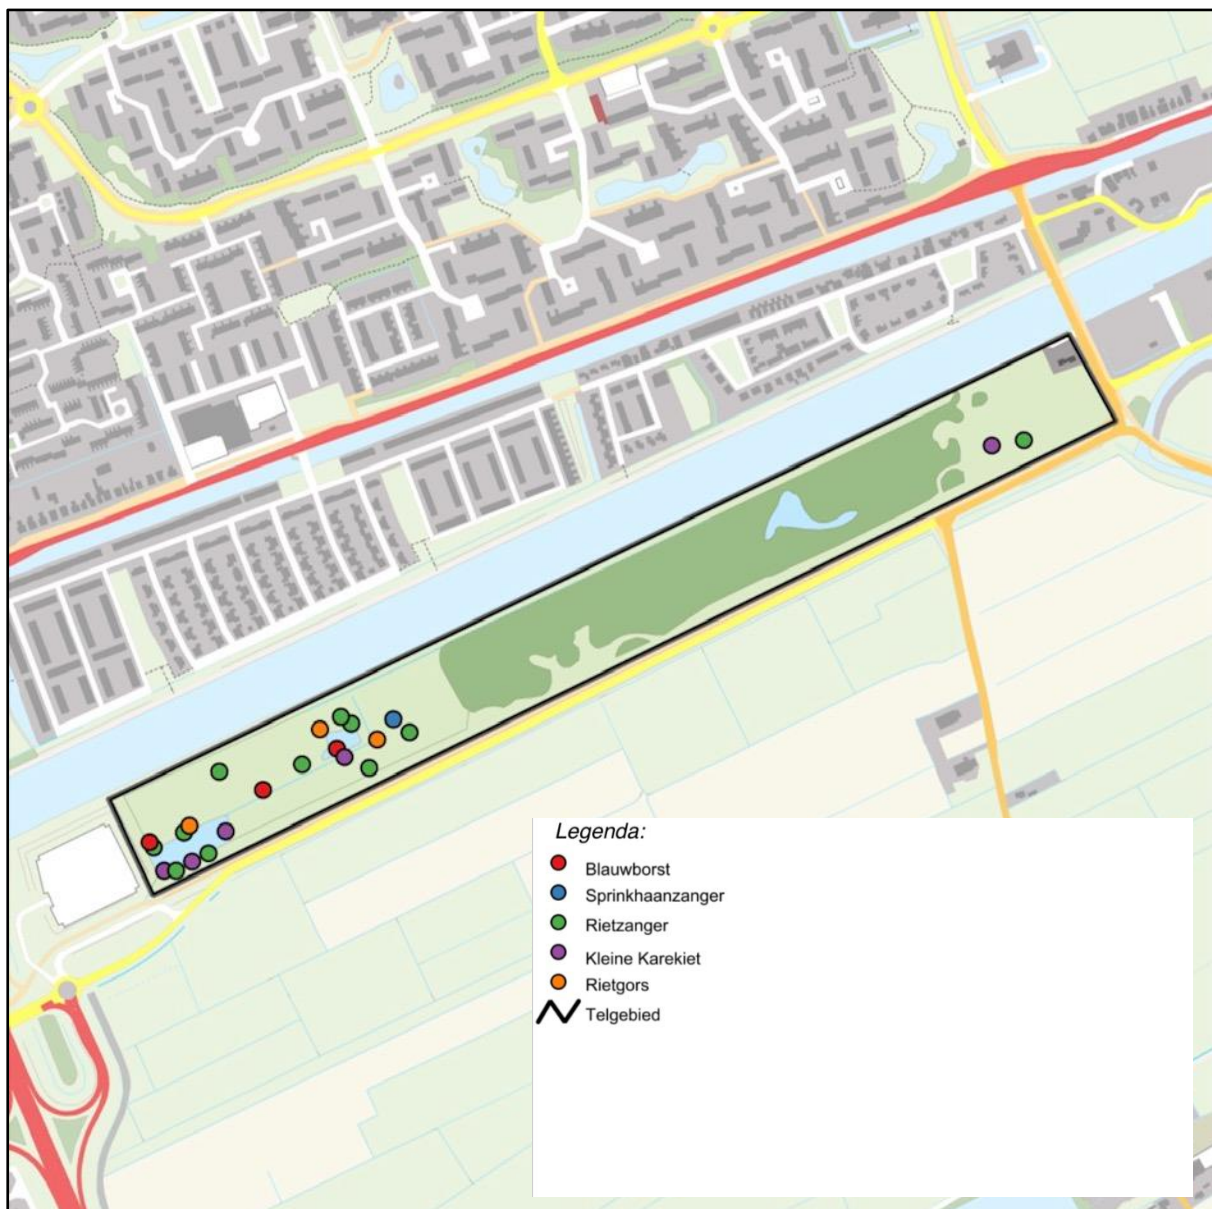 Legenda:
Blauwborst
Sprinkhaanzanger
Rietzanger
Kleine Karekiet
Rietgors
Telgebied